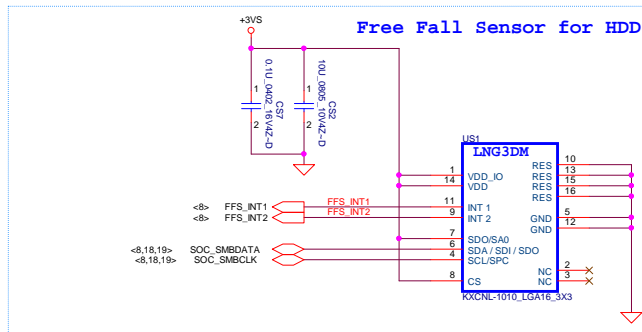 Free Fall Sensor for HDD
+3VS
1
2
0.1U_0402_16V4Z~D
CS7
1
2
10U_0805_10V4Z~D
CS2
US1
LNG3DM
1 VDD_IO
14 VDD
RES 10
RES 13
RES 15
RES 16
<8> FFS_INT1 FFS_INT1 11 INT 1
<8> FFS_INT2 FFS_INT2 9 INT 2
GND 5
GND 12
7 SDO/SA0
<8,18,19> SOC_SMBDATA 6 SDA / SDI / SDO
<8,18,19> SOC_SMBCLK 4 SCL/SPC
8 CS
NC 2
NC 3
KXCNL-1010_LGA16_3X3